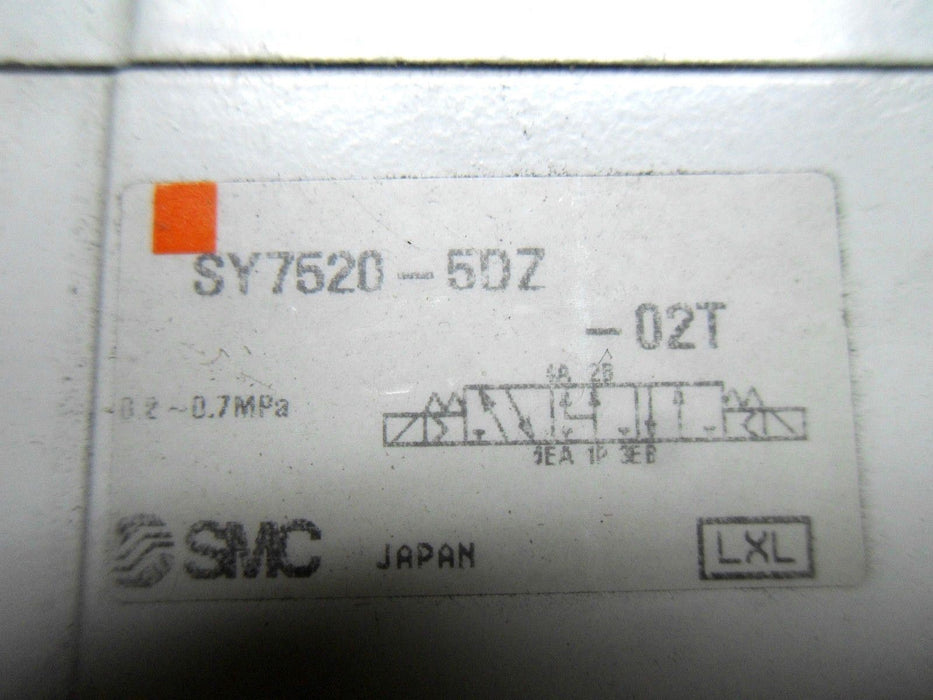 SY7520-5DZ
-02T
4A 2B
0.2~0.7MPa
5EA 1P 3EB
SMC JAPAN LXL